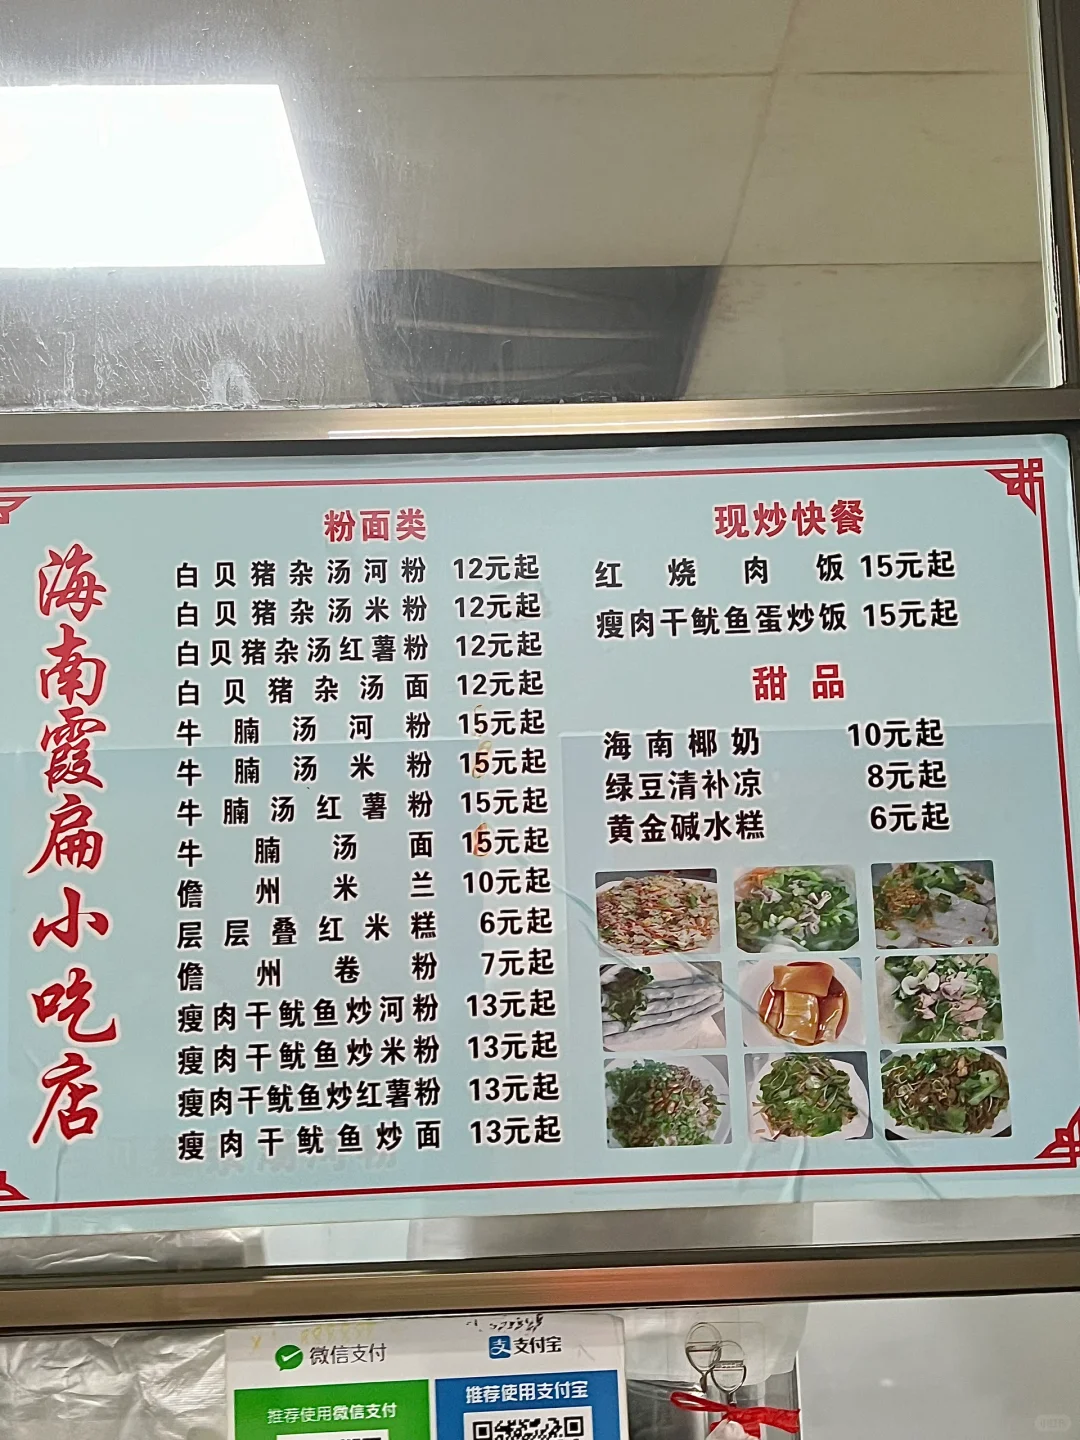 海南霞扁小吃店
粉面类
白贝猪杂汤河粉 12元起
白贝猪杂汤米粉 12元起
白贝猪杂汤红薯粉 12元起
白贝猪杂汤面 12元起
牛腩汤河粉 15元起
牛腩汤米粉 15元起
牛腩汤红薯粉 15元起
牛腩汤面 15元起
儋州米兰 10元起
层层叠红米糕 6元起
儋州卷粉 7元起
瘦肉干鱿鱼炒河粉 13元起
瘦肉干鱿鱼炒米粉 13元起
瘦肉干鱿鱼炒红薯粉 13元起
瘦肉干鱿鱼炒面 13元起
现炒快餐
红烧肉饭 15元起
瘦肉干鱿鱼蛋炒饭 15元起
甜品
海南椰奶 10元起
绿豆清补凉 8元起
黄金碱水糕 6元起
微信支付
推荐使用微信支付
支付宝
推荐使用支付宝